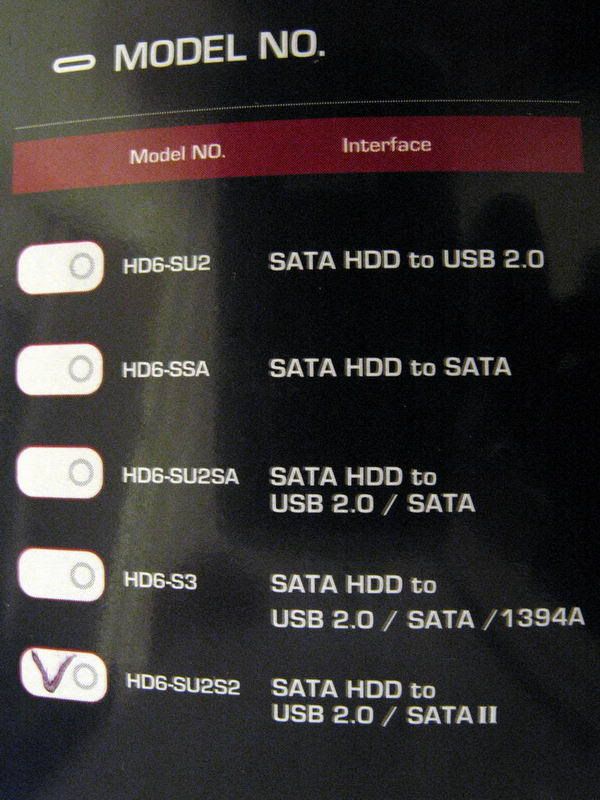 MODEL NO.
Model NO. Interface
HD6-SU2 SATA HDD to USB 2.0
HD6-SSA SATA HDD to SATA
HD6-SU2SA SATA HDD to
USB 2.0 / SATA
HD6-S3 SATA HDD to
USB 2.0 / SATA /1394A
V HD6-SU2S2 SATA HDD to
USB 2.0 / SATA II